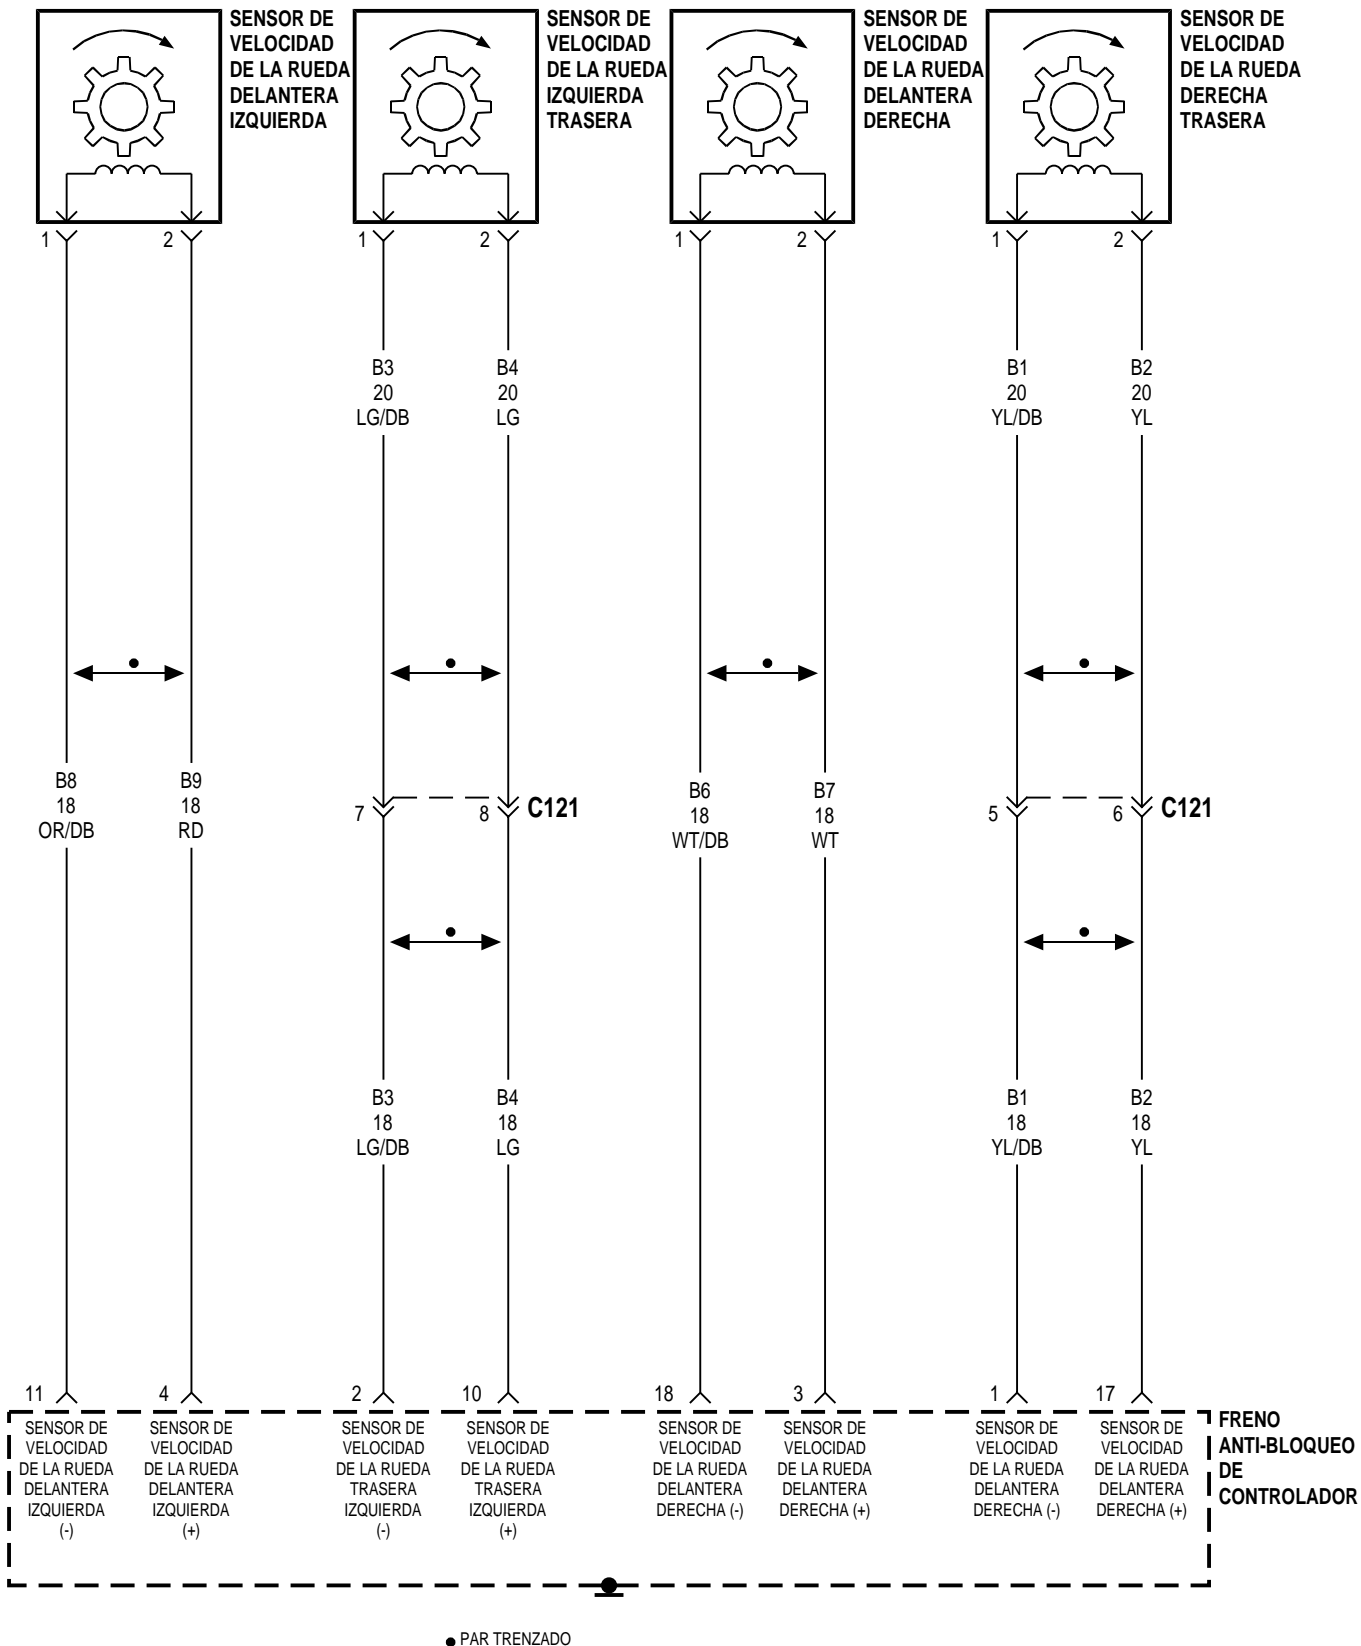 SENSOR DE
VELOCIDAD
DE LA RUEDA
DELANTERA
IZQUIERDA
SENSOR DE
VELOCIDAD
DE LA RUEDA
IZQUIERDA
TRASERA
SENSOR DE
VELOCIDAD
DE LA RUEDA
DELANTERA
DERECHA
SENSOR DE
VELOCIDAD
DE LA RUEDA
DERECHA
TRASERA
1 2 1 2 1 2 1 2
B3
20
LG/DB
B4
20
LG
B1
20
YL/DB
B2
20
YL
B8
18
OR/DB
B9
18
RD
7 8 C121
B6
18
WT/DB
B7
18
WT
5 6 C121
B3
18
LG/DB
B4
18
LG
B1
18
YL/DB
B2
18
YL
11 4 2 10 18 3 1 17
SENSOR DE
VELOCIDAD
DE LA RUEDA
DELANTERA
IZQUIERDA
(-)
SENSOR DE
VELOCIDAD
DE LA RUEDA
DELANTERA
IZQUIERDA
(+)
SENSOR DE
VELOCIDAD
DE LA RUEDA
TRASERA
IZQUIERDA
(-)
SENSOR DE
VELOCIDAD
DE LA RUEDA
TRASERA
IZQUIERDA
(+)
SENSOR DE
VELOCIDAD
DE LA RUEDA
DELANTERA
DERECHA (-)
SENSOR DE
VELOCIDAD
DE LA RUEDA
DELANTERA
DERECHA (+)
SENSOR DE
VELOCIDAD
DE LA RUEDA
DELANTERA
DERECHA (-)
SENSOR DE
VELOCIDAD
DE LA RUEDA
DELANTERA
DERECHA (+)
FRENO
ANTI-BLOQUEO
DE
CONTROLADOR
● PAR TRENZADO